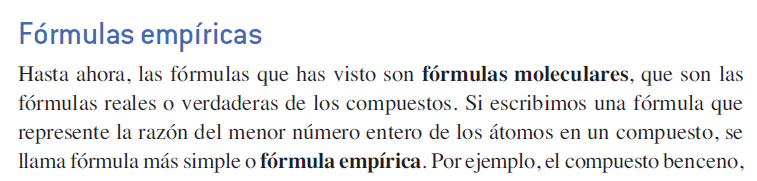 Fórmulas empíricas
Hasta ahora, las fórmulas que has visto son fórmulas moleculares, que son las
fórmulas reales o verdaderas de los compuestos. Si escribimos una fórmula que
represente la razón del menor número entero de los átomos en un compuesto, se
llama fórmula más simple o fórmula empírica. Por ejemplo, el compuesto benceno,